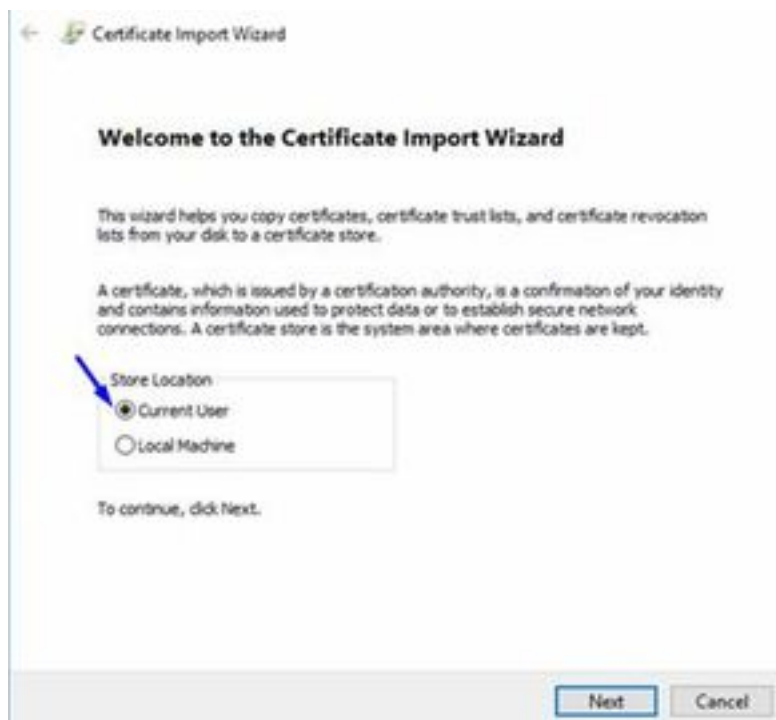 Certificate Import Wizard
Welcome to the Certificate Import Wizard
This wizard helps you copy certificates, certificate trust lists, and certificate revocation
lists from your disk to a certificate store.
A certificate, which is issued by a certification authority, is a confirmation of your identity
and contains information used to protect data or to establish secure network
connections. A certificate store is the system area where certificates are kept.
Store Location
Current User
Local Machine
To continue, click Next.
Next
Cancel